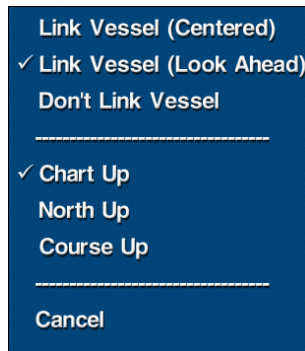 Link Vessel (Centered)
✓ Link Vessel (Look Ahead)
Don't Link Vessel
----------------------------------
✓ Chart Up
North Up
Course Up
----------------------------------
Cancel